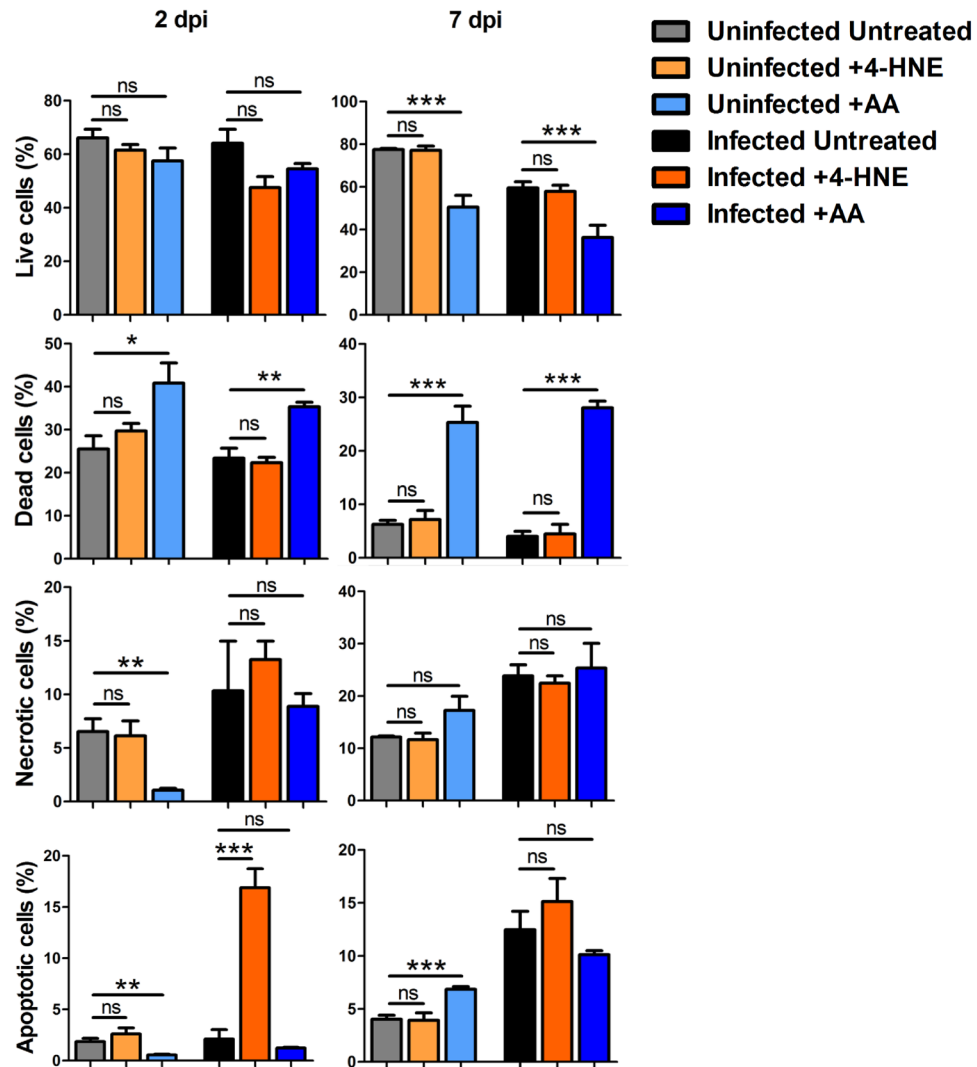 2 dpi
7 dpi
Uninfected Untreated
Uninfected +4-HNE
Uninfected +AA
Infected Untreated
Infected +4-HNE
Infected +AA
Live cells (%)
80
60
40
20
0
ns
ns
ns
ns
100
80
60
40
20
0
***
ns
***
ns
Dead cells (%)
50
40
30
20
10
0
*
ns
**
ns
40
30
20
10
0
***
ns
***
ns
Necrotic cells (%)
20
15
10
5
0
**
ns
ns
ns
40
30
20
10
0
ns
ns
ns
ns
Apoptotic cells (%)
20
15
10
5
0
**
ns
ns
***
20
15
10
5
0
***
ns
ns
ns